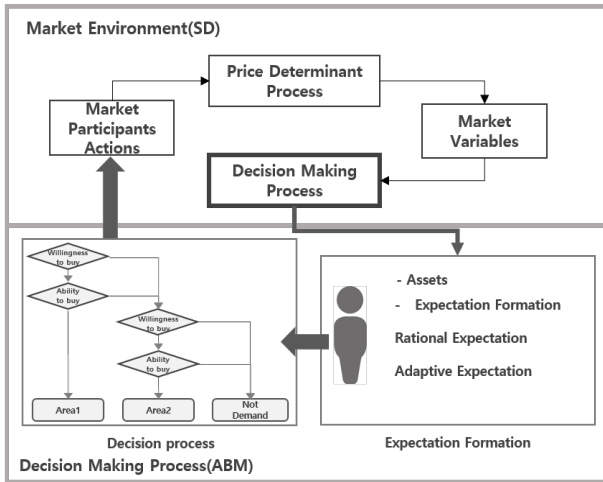 Market Environment(SD)
Price Determinant
Process
Market
Participants
Actions
Market
Variables
Decision Making
Process
Willingness
to buy
Ability
to buy
Willingness
to buy
Ability
to buy
Area1
Area2
Not
Demand
Decision process
- Assets
- Expectation Formation
Rational Expectation
Adaptive Expectation
Expectation Formation
Decision Making Process(ABM)